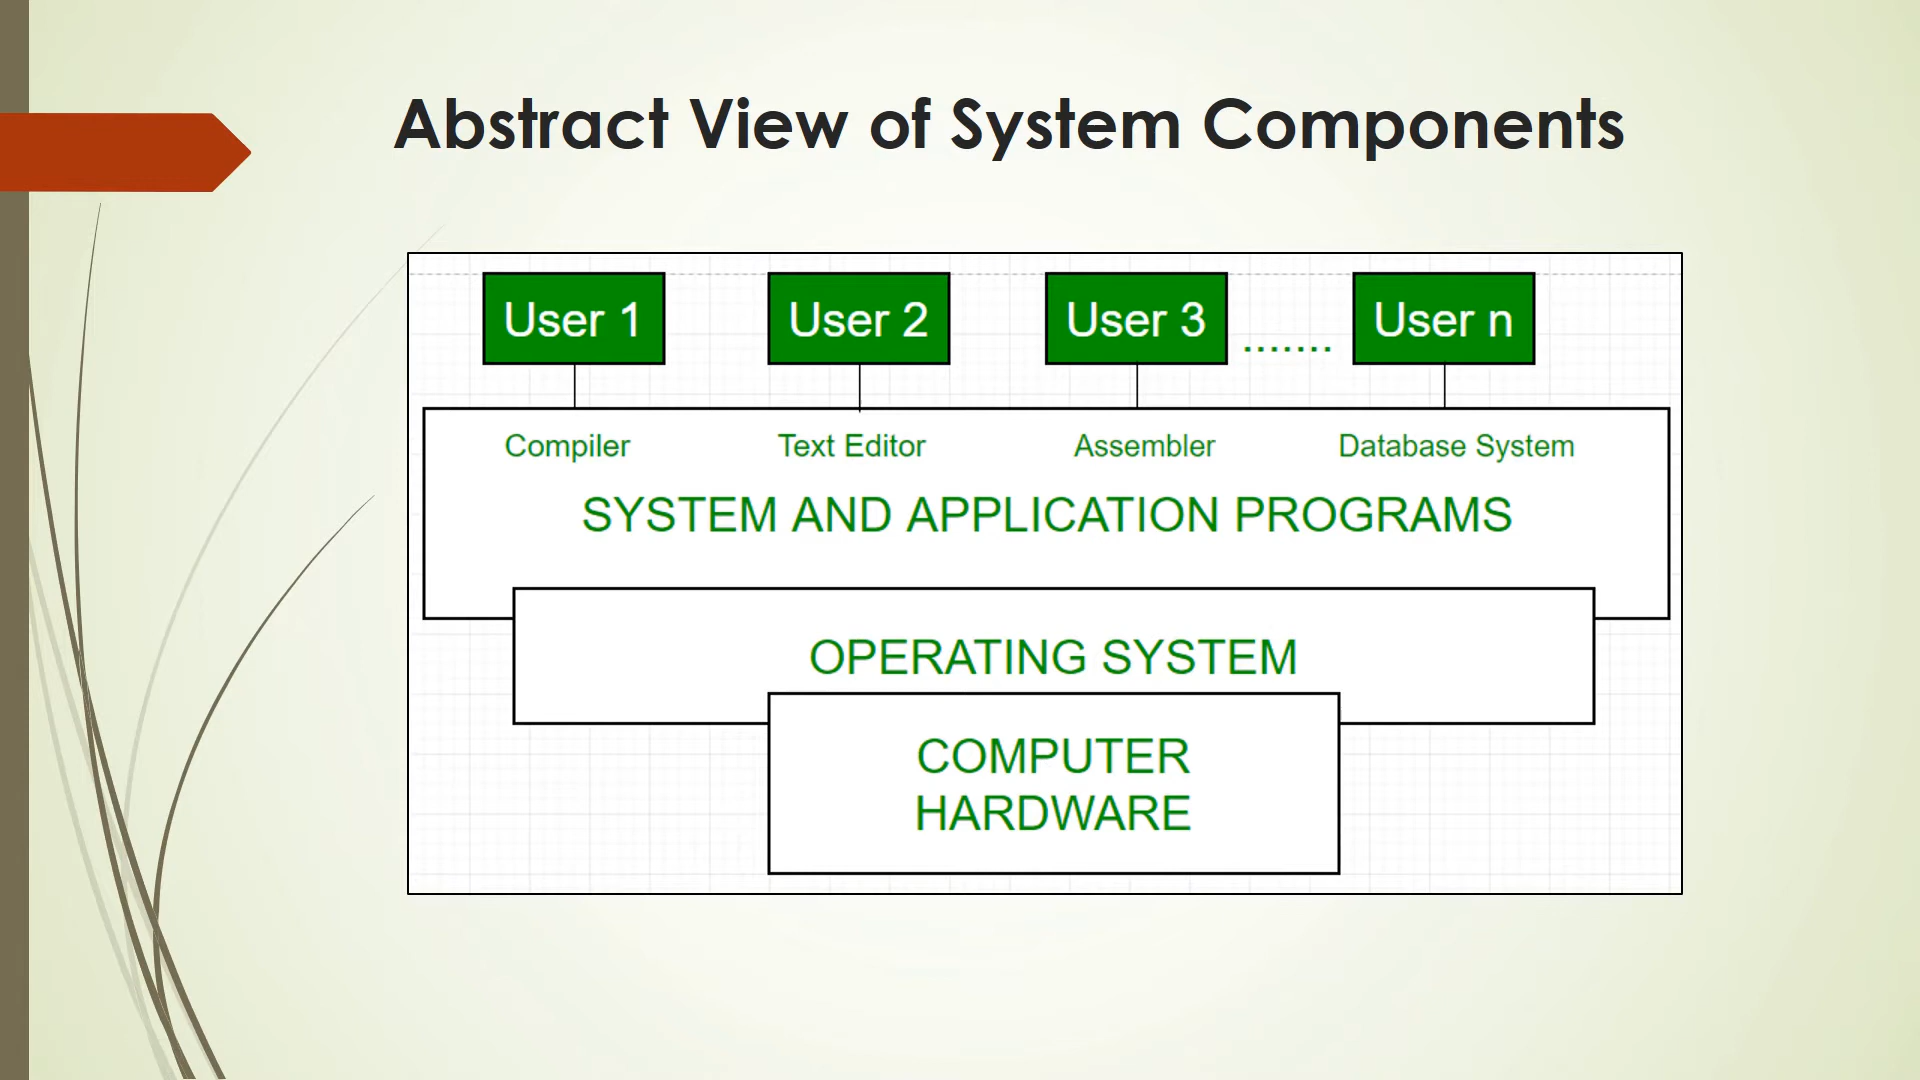 Abstract View of System Components
User 1
User 2
User 3
.......
User n
Compiler
Text Editor
Assembler
Database System
SYSTEM AND APPLICATION PROGRAMS
OPERATING SYSTEM
COMPUTER
HARDWARE